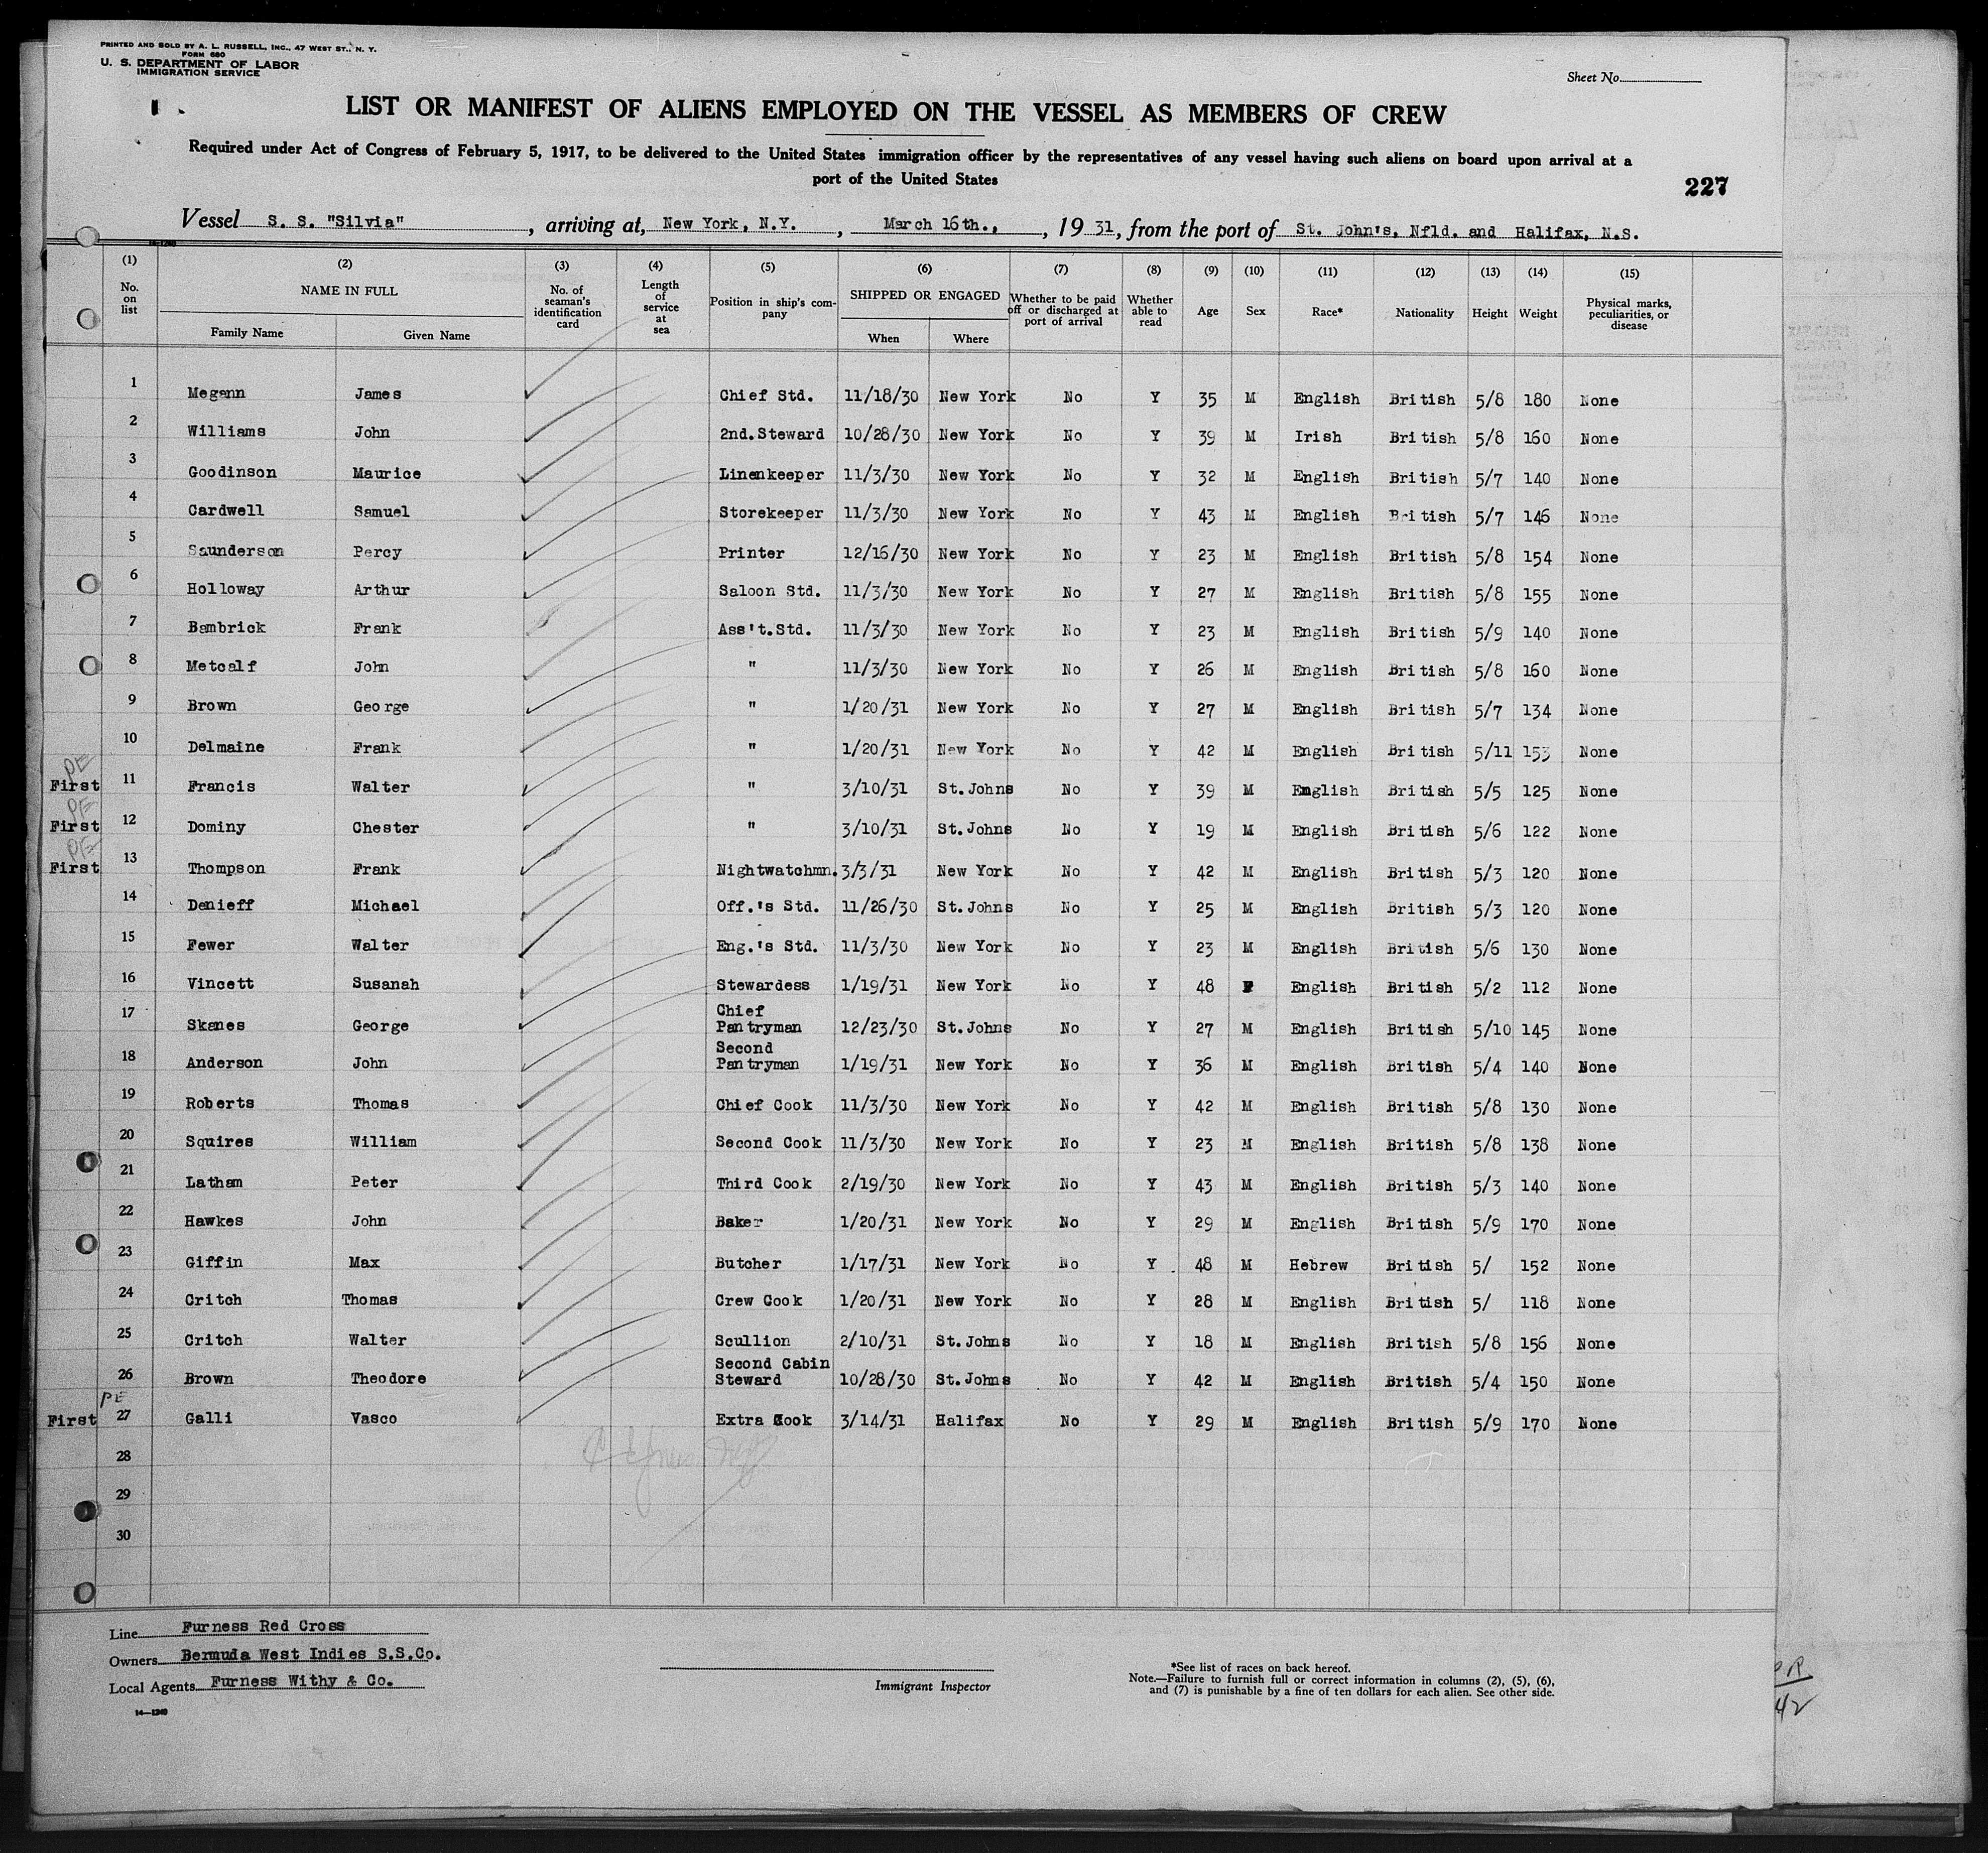 PRINTED AND SOLD BY A. L. RUSSELL, INC., 47 WEST ST., N. Y.
FORM 680
U. S. DEPARTMENT OF LABOR
IMMIGRATION SERVICE
Sheet No.
LIST OR MANIFEST OF ALIENS EMPLOYED ON THE VESSEL AS MEMBERS OF CREW
Required under Act of Congress of February 5, 1917, to be delivered to the United States immigration officer by the representatives of any vessel having such aliens on board upon arrival at a
port of the United States
227
Vessel S. S. "Silvia", arriving at, New York, N.Y., March 16th., , 19 31, from the port of St. John's, Nfld. and Halifax, N.S.
(1) No. on list (2) NAME IN FULL Family Name Given Name (3) No. of seaman's identification card (4) Length of service at sea (5) Position in ship's company (6) SHIPPED OR ENGAGED When Where (7) Whether to be paid off or discharged at port of arrival (8) Whether able to read (9) Age (10) Sex (11) Race* (12) Nationality (13) Height (14) Weight (15) Physical marks, peculiarities, or disease
1 Megann James Chief Std. 11/18/30 New York No Y 35 M English British 5/8 180 None
2 Williams John 2nd.Steward 10/28/30 New York No Y 39 M Irish British 5/8 160 None
3 Goodinson Maurice Linenkeeper 11/3/30 New York No Y 32 M English British 5/7 140 None
4 Cardwell Samuel Storekeeper 11/3/30 New York No Y 43 M English British 5/7 146 None
5 Saunderson Percy Printer 12/16/30 New York No Y 23 M English British 5/8 154 None
6 Holloway Arthur Saloon Std. 11/3/30 New York No Y 27 M English British 5/8 155 None
7 Bambrick Frank Ass't.Std. 11/3/30 New York No Y 23 M English British 5/9 140 None
8 Metcalf John " 11/3/30 New York No Y 26 M English British 5/8 160 None
9 Brown George " 1/20/31 New York No Y 27 M English British 5/7 134 None
10 Delmaine Frank " 1/20/31 New York No Y 42 M English British 5/11 153 None
PE
First 11 Francis Walter " 3/10/31 St.Johns No Y 39 M English British 5/5 125 None
PE
First 12 Dominy Chester " 3/10/31 St.Johns No Y 19 M English British 5/6 122 None
PE
First 13 Thompson Frank Nightwatchmn. 3/3/31 New York No Y 42 M English British 5/3 120 None
14 Denieff Michael Off.'s Std. 11/26/30 St.Johns No Y 25 M English British 5/3 120 None
15 Fewer Walter Eng.'s Std. 11/3/30 New York No Y 23 M English British 5/6 130 None
16 Vincett Susanah Stewardess 1/19/31 New York No Y 48 F English British 5/2 112 None
17 Skanes George Chief Pantryman 12/23/30 St.Johns No Y 27 M English British 5/10 145 None
18 Anderson John Second Pantryman 1/19/31 New York No Y 36 M English British 5/4 140 None
19 Roberts Thomas Chief Cook 11/3/30 New York No Y 42 M English British 5/8 130 None
20 Squires William Second Cook 11/3/30 New York No Y 23 M English British 5/8 138 None
21 Latham Peter Third Cook 2/19/30 New York No Y 43 M English British 5/3 140 None
22 Hawkes John Baker 1/20/31 New York No Y 29 M English British 5/9 170 None
23 Giffin Max Butcher 1/17/31 New York No Y 48 M Hebrew British 5/ 152 None
24 Critch Thomas Crew Cook 1/20/31 New York No Y 28 M English British 5/ 118 None
25 Critch Walter Scullion 2/10/31 St.Johns No Y 18 M English British 5/8 156 None
26 Brown Theodore Second Cabin Steward 10/28/30 St.Johns No Y 42 M English British 5/4 150 None
PE
First 27 Galli Vasco Extra Cook 3/14/31 Halifax No Y 29 M English British 5/9 170 None
28
29
30
Line Furness Red Cross
Owners Bermuda West Indies S.S.Co.
Local Agents Furness Withy & Co.
14—1240
Immigrant Inspector
*See list of races on back hereof.
Note.—Failure to furnish full or correct information in columns (2), (5), (6),
and (7) is punishable by a fine of ten dollars for each alien. See other side.
42